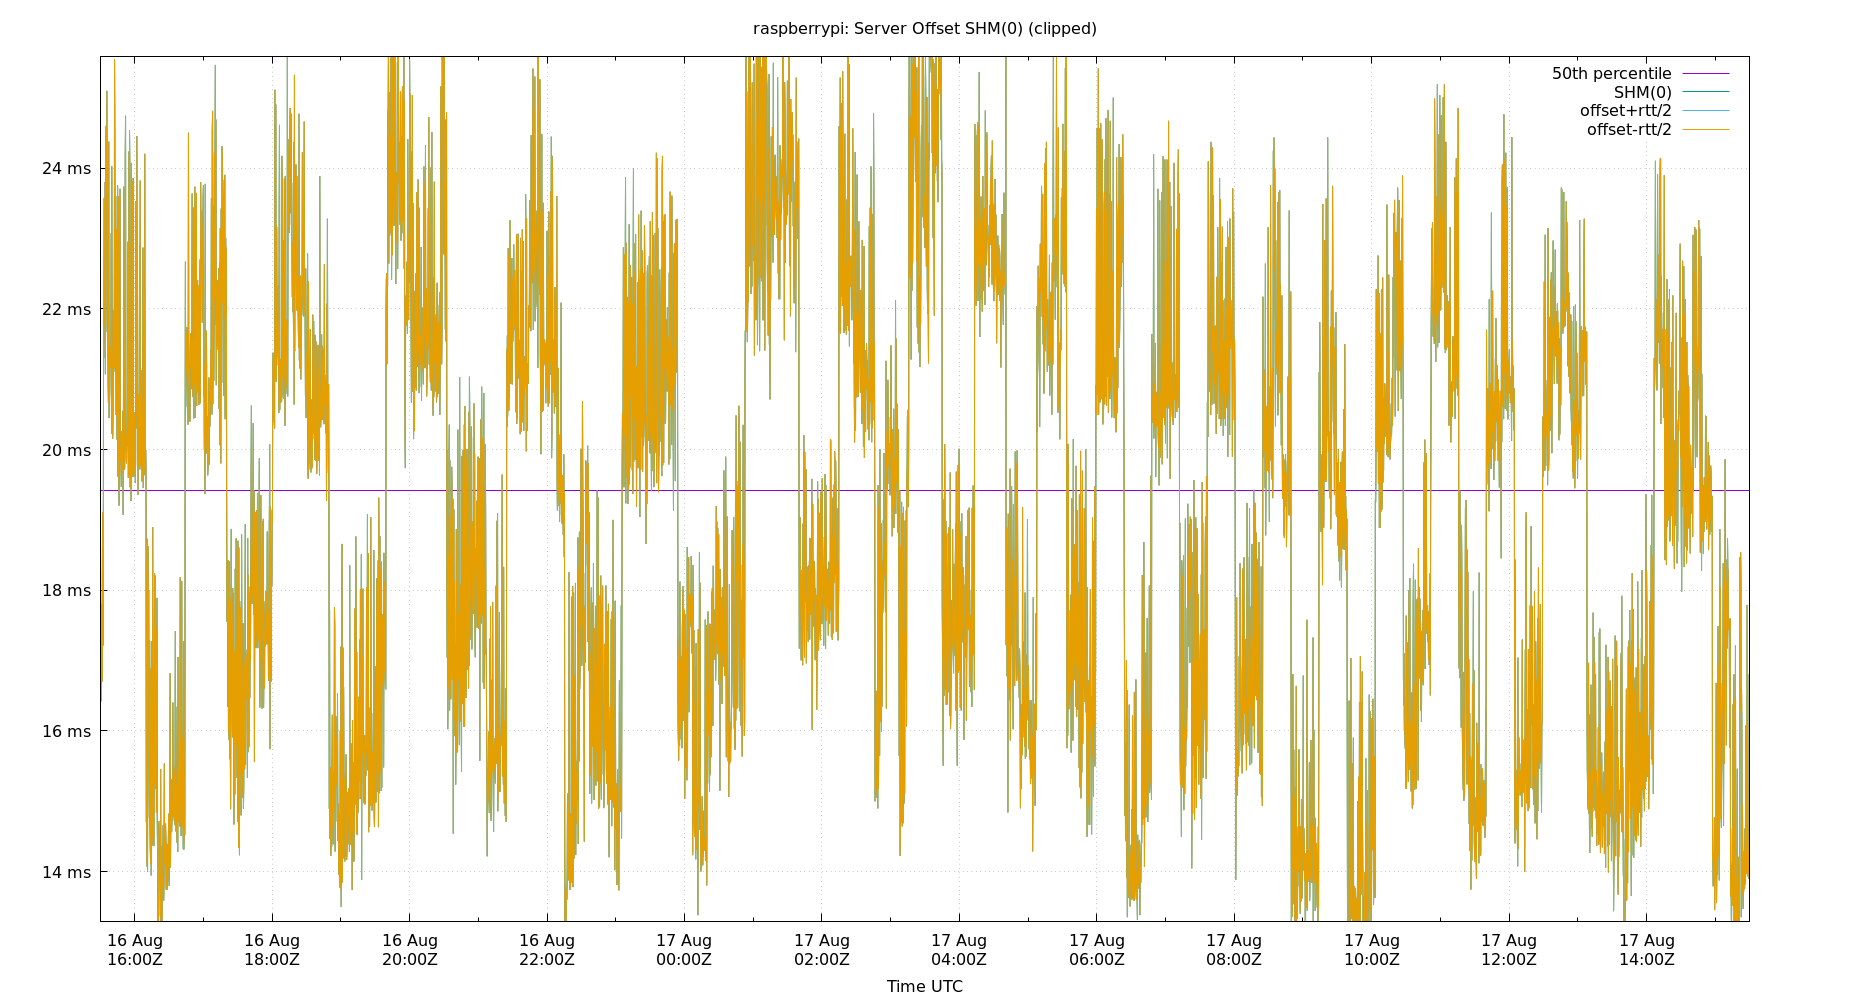 raspberrypi: Server Offset SHM(0) (clipped)
50th percentile
SHM(0)
offset+rtt/2
offset-rtt/2
24 ms
22 ms
20 ms
18 ms
16 ms
14 ms
16 Aug 16 Aug 16 Aug 16 Aug 17 Aug 17 Aug 17 Aug 17 Aug 17 Aug 17 Aug 17 Aug 17 Aug
16:00Z 18:00Z 20:00Z 22:00Z 00:00Z 02:00Z 04:00Z 06:00Z 08:00Z 10:00Z 12:00Z 14:00Z
Time UTC